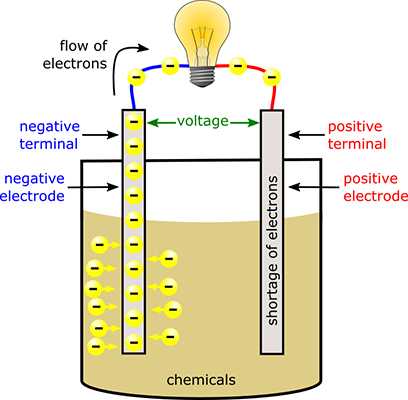 flow of
electrons
voltage
negative
terminal
positive
terminal
negative
electrode
positive
electrode
shortage of electrons
chemicals